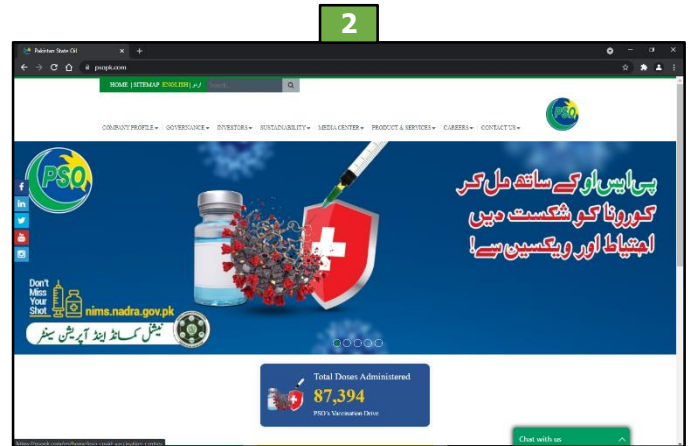 2
Pakistan State Oil
psopk.com
HOME | SITEMAP ENGLISH | اردو Search...
COMPANY PROFILE GOVERNANCE INVESTORS SUSTAINABILITY MEDIA CENTER PRODUCT & SERVICES CAREERS CONTACT US
PSO
PSO
پی ایس او کے ساتھ مل کر
کورونا کو شکست دیں
احتیاط اور ویکسین سے!
Don't
Miss
Your
Shot
nims.nadra.gov.pk
نیشنل کمانڈ اینڈ آپریشن سینٹر
Total Doses Administered
87,394
PSO's Vaccination Drive
Chat with us